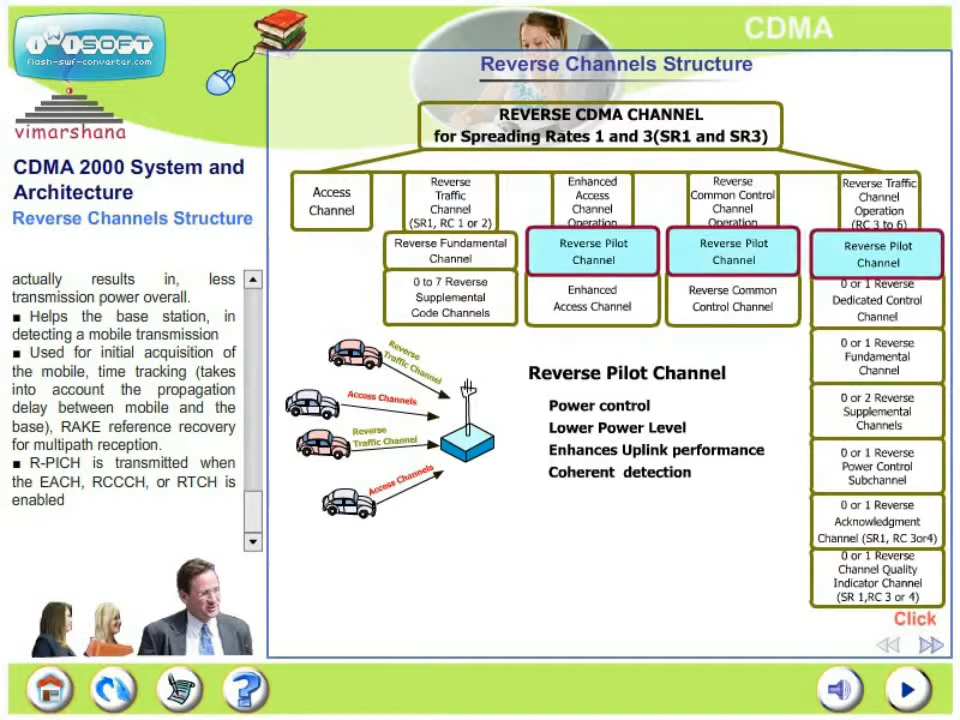 CDMA
iWiSOFT
flash-swf-converter.com
vimarshana
CDMA 2000 System and
Architecture
Reverse Channels Structure
actually results in, less
transmission power overall.
■ Helps the base station, in
detecting a mobile transmission
■ Used for initial acquisition of
the mobile, time tracking (takes
into account the propagation
delay between mobile and the
base), RAKE reference recovery
for multipath reception.
■ R-PICH is transmitted when
the EACH, RCCCH, or RTCH is
enabled
Reverse Channels Structure
REVERSE CDMA CHANNEL
for Spreading Rates 1 and 3(SR1 and SR3)
Access
Channel
Reverse
Traffic
Channel
(SR1, RC 1 or 2)
Reverse Fundamental
Channel
0 to 7 Reverse
Supplemental
Code Channels
Enhanced
Access
Channel
Operation
Reverse Pilot
Channel
Enhanced
Access Channel
Reverse
Common Control
Channel
Operation
Reverse Pilot
Channel
Reverse Common
Control Channel
Reverse Traffic
Channel
Operation
(RC 3 to 6)
Reverse Pilot
Channel
0 or 1 Reverse
Dedicated Control
Channel
0 or 1 Reverse
Fundamental
Channel
0 or 2 Reverse
Supplemental
Channels
0 or 1 Reverse
Power Control
Subchannel
0 or 1 Reverse
Acknowledgment
Channel (SR1, RC 3or4)
0 or 1 Reverse
Channel Quality
Indicator Channel
(SR 1,RC 3 or 4)
Reverse
Traffic Channel
Access Channels
Reverse
Traffic Channel
Access Channels
Reverse Pilot Channel
Power control
Lower Power Level
Enhances Uplink performance
Coherent detection
Click